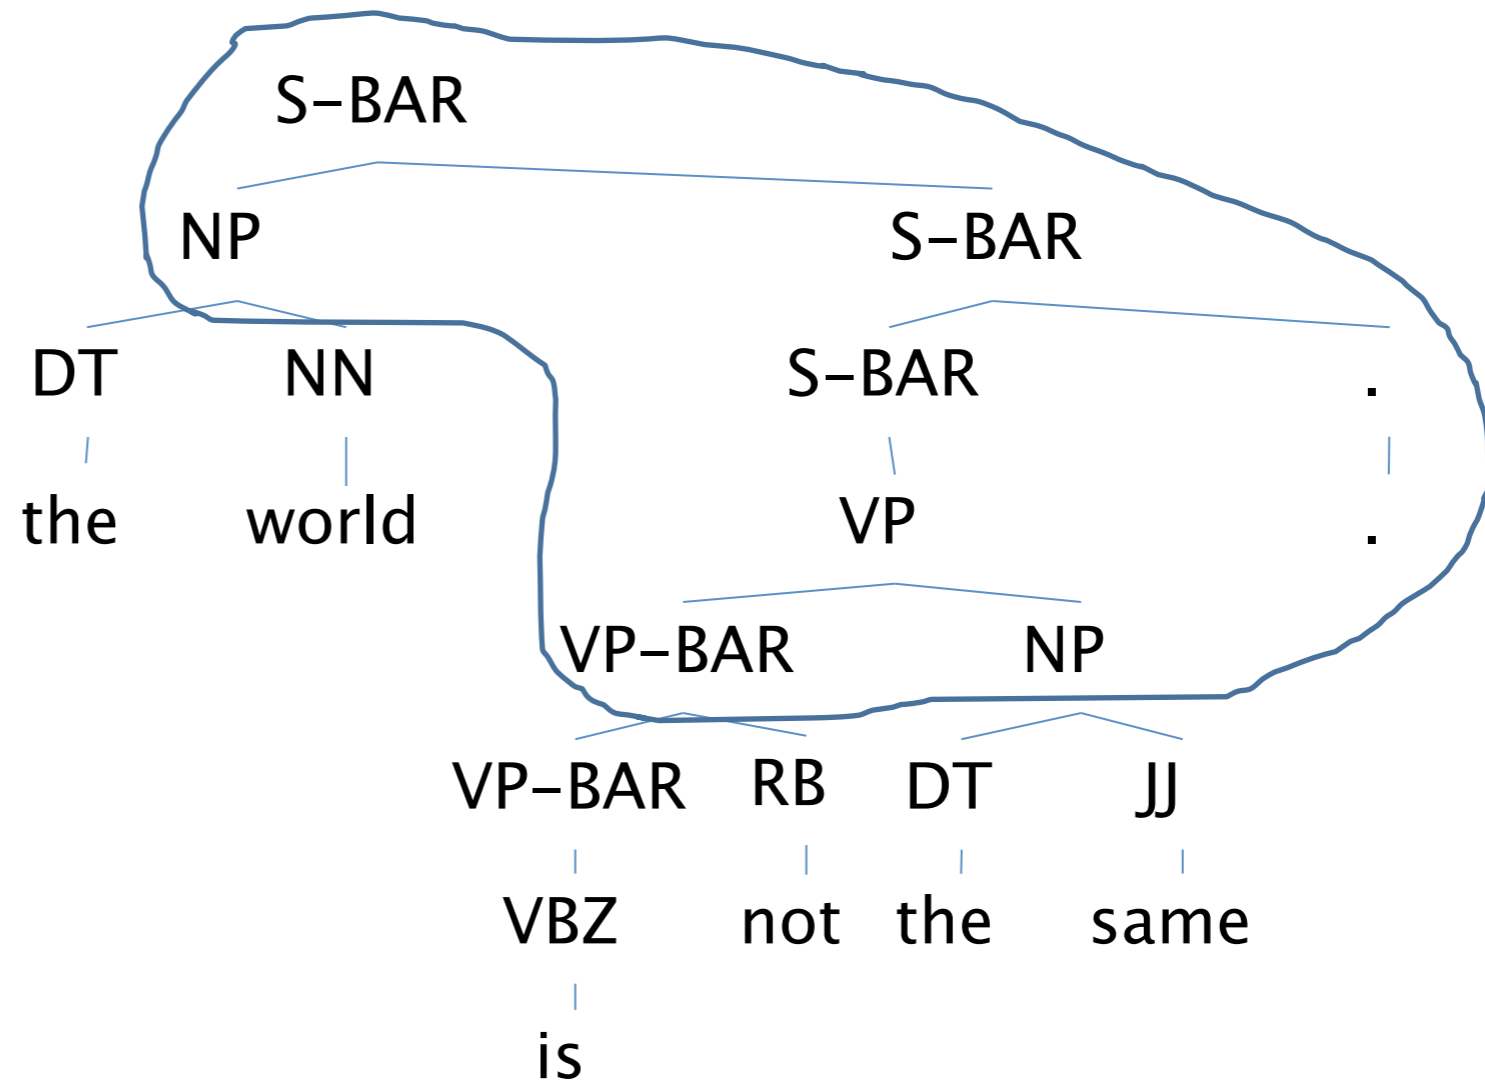 S-BAR
NP S-BAR
DT NN S-BAR .
the world VP .
VP-BAR NP
VP-BAR RB DT JJ
VBZ not the same
is